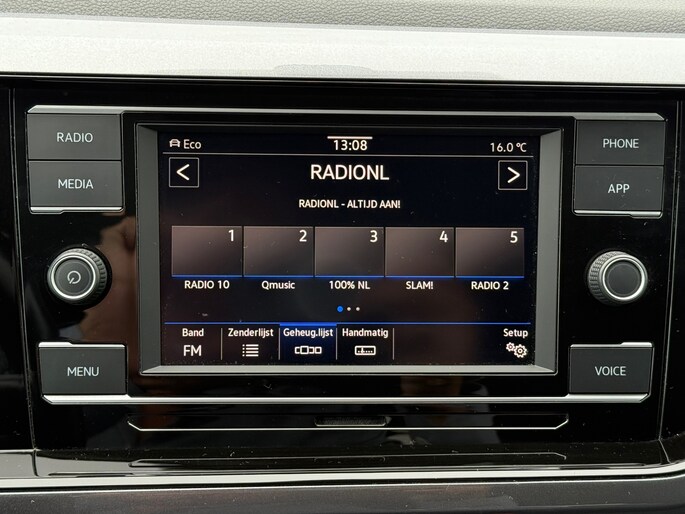 RADIO
MEDIA
MENU
Eco
13:08
16.0 °C
<
RADIONL
>
RADIONL - ALTIJD AAN!
1
2
3
4
5
RADIO 10
Qmusic
100% NL
SLAM!
RADIO 2
Band
FM
Zenderlijst
Geheug.lijst
Handmatig
Setup
PHONE
APP
VOICE